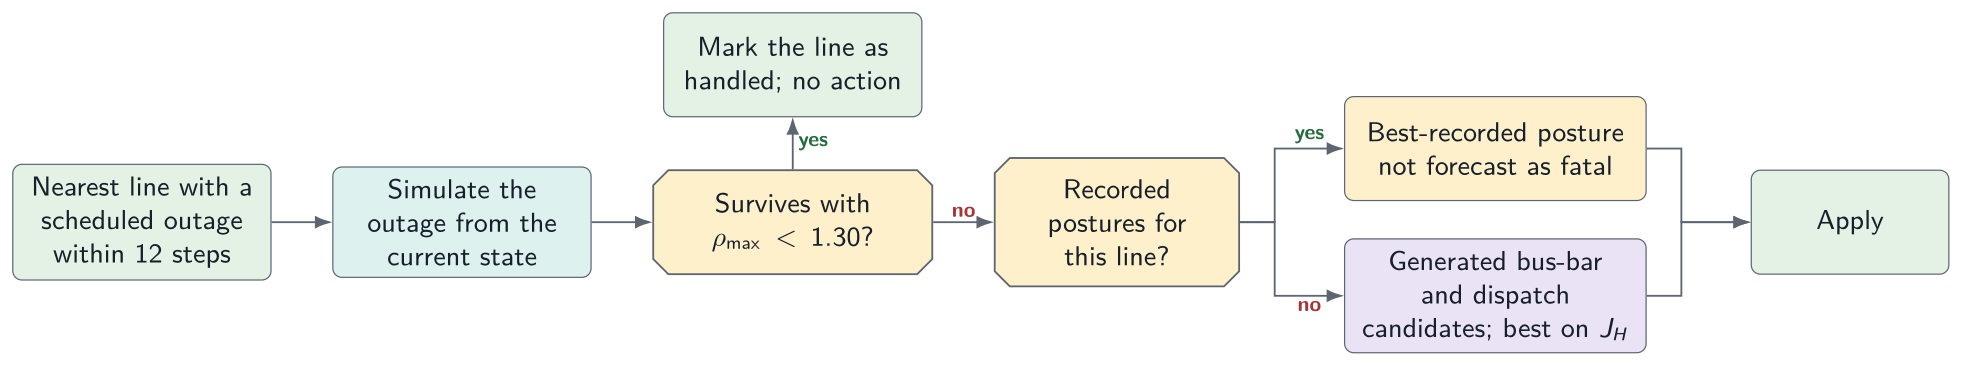 Nearest line with a
scheduled outage
within 12 steps
Simulate the
outage from the
current state
Mark the line as
handled; no action
yes
Survives with
ρmax < 1.30?
no
Recorded
postures for
this line?
yes
Best-recorded posture
not forecast as fatal
no
Generated bus-bar
and dispatch
candidates; best on JH
Apply